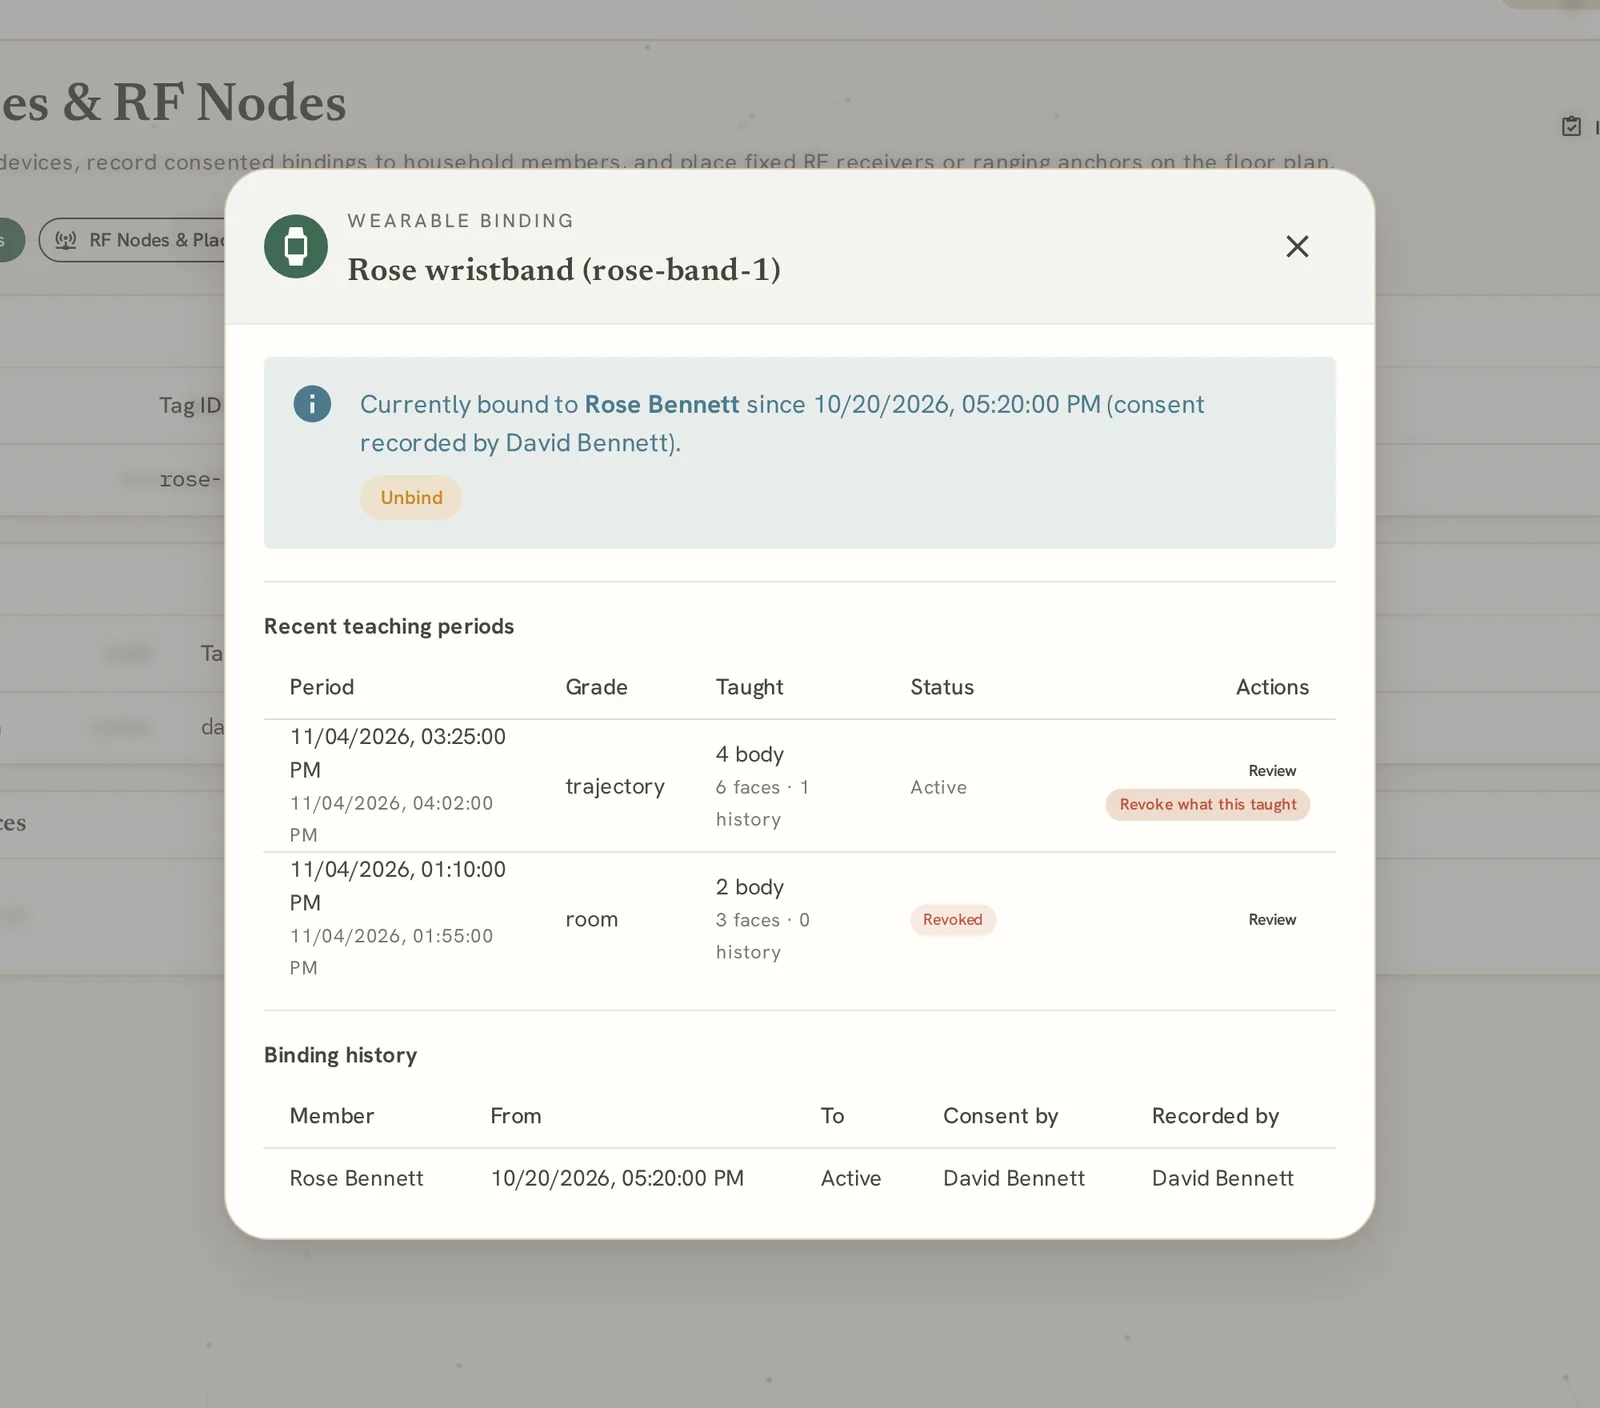 es & RF Nodes
devices, record consented bindings to household members, and place fixed RF receivers or ranging anchors on the floor plan.
s
RF Nodes & Plac
Tag ID
rose-
Ta
da
ces
WEARABLE BINDING
Rose wristband (rose-band-1)
Currently bound to Rose Bennett since 10/20/2026, 05:20:00 PM (consent
recorded by David Bennett).
Unbind
Recent teaching periods
Period Grade Taught Status Actions
11/04/2026, 03:25:00
PM
11/04/2026, 04:02:00
PM
trajectory
4 body
6 faces · 1
history
Active
Review
Revoke what this taught
11/04/2026, 01:10:00
PM
11/04/2026, 01:55:00
PM
room
2 body
3 faces · 0
history
Revoked
Review
Binding history
Member From To Consent by Recorded by
Rose Bennett 10/20/2026, 05:20:00 PM Active David Bennett David Bennett